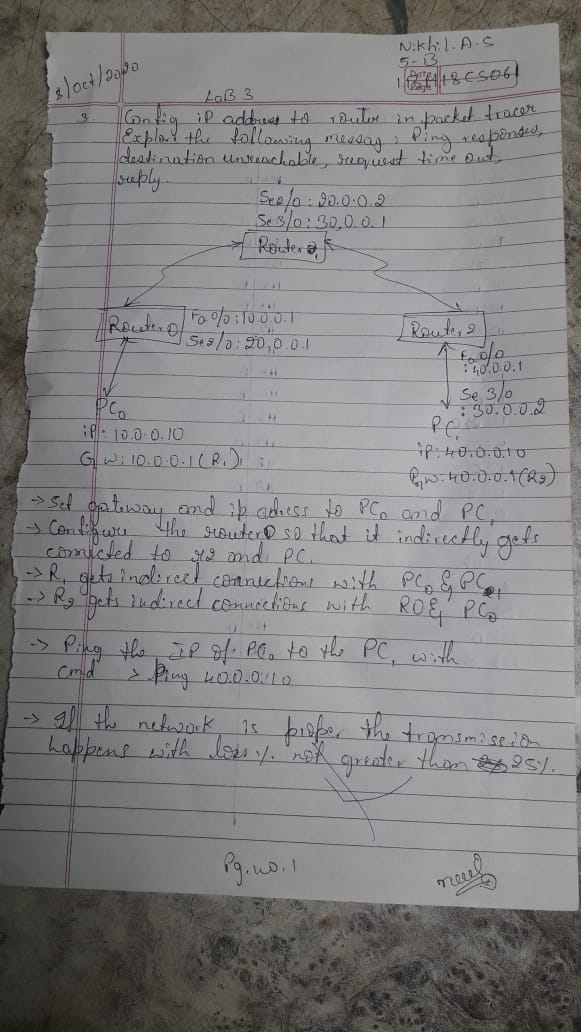 Nikhil.A.S
5-B
1BM18CS061
8/oct/2020
LaB 3
3. Config iP address to router in packet tracer
Explore the following messag; Ping responses,
destination unreachable, request time out,
reply.
Se2/0 : 20.0.0.2
Se3/0 : 30.0.0.1
Router 1
Router 0
Fa0/0:10.0.0.1
Se2/0: 20.0.0.1
Router 2
Fa0/0
: 40.0.0.1
Se 3/0
: 30.0.0.2
PC0
iP: 10.0.0.10
G W: 10.0.0.1 (R1)
PC1
iP: 40.0.0.10
GW: 40.0.0.1 (R2)
-> Set gateway and ip adress to PC0 and PC1
-> Configure the router0 so that it indirectly gets
connected to r2 and PC1
-> R1 gets indirect connections with PC0 & PC1
-> R2 gets indirect connections with R0 & PC0
-> Ping the IP of PC0 to the PC1 with
cmd > Ping 40.0.0.10
-> If the network is proper the transmission
happens with loss % not greater than 25%.
Pg.no.1